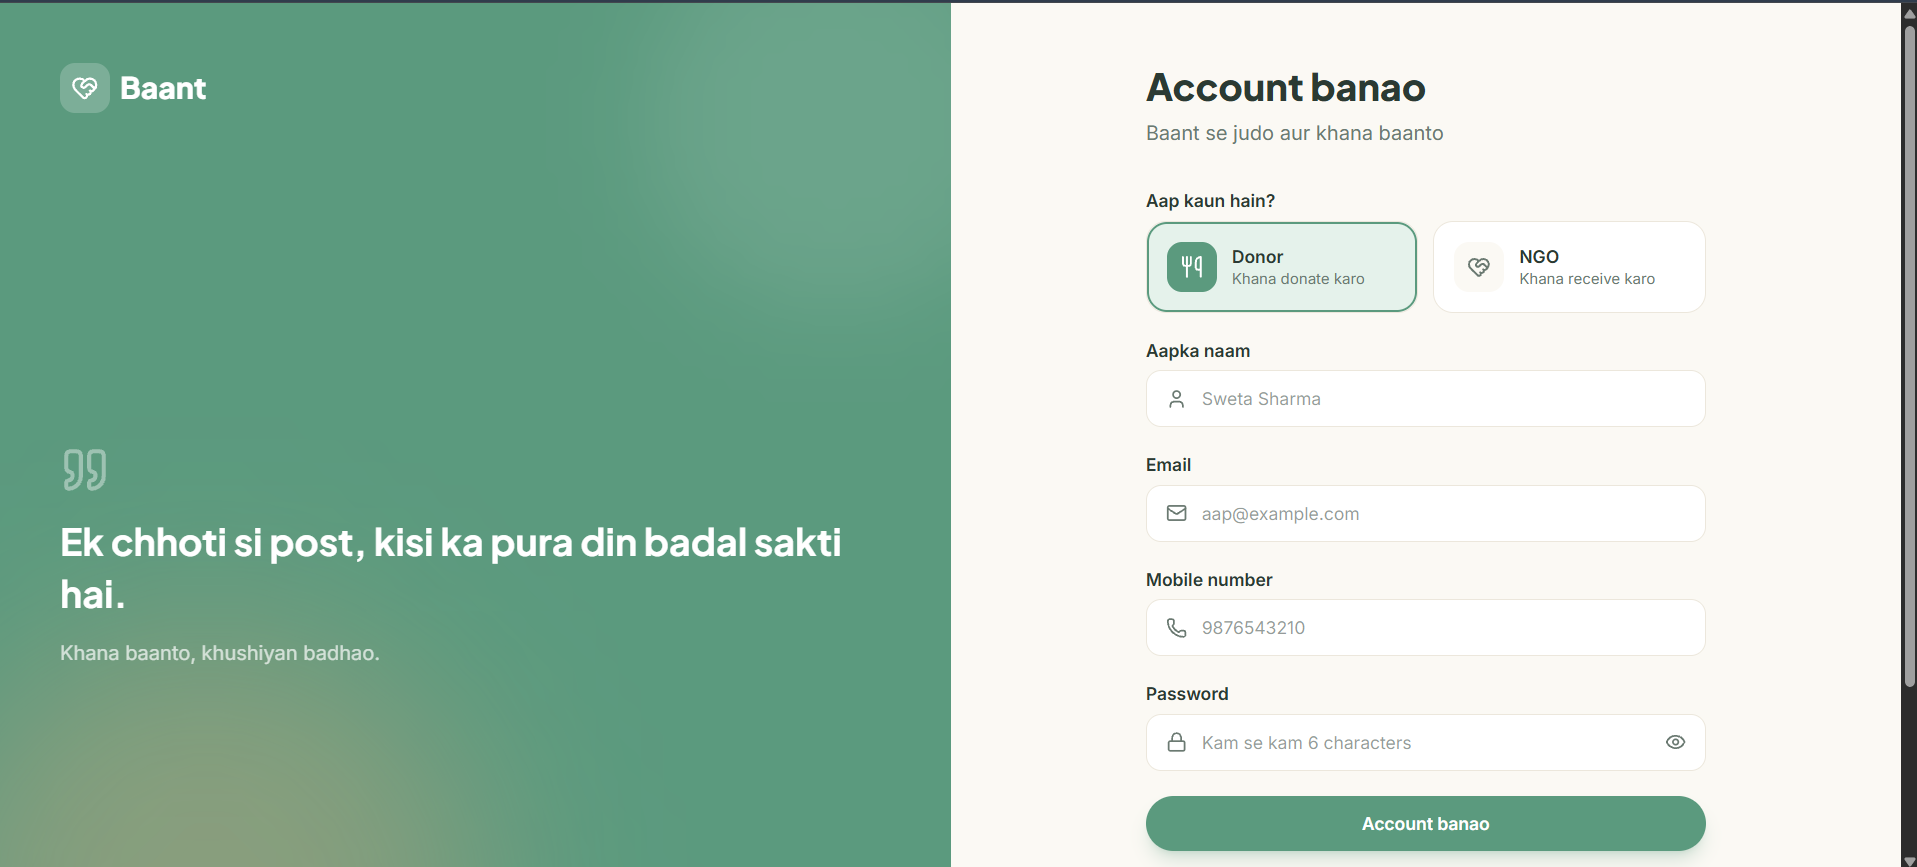 Baant
Ek chhoti si post, kisi ka pura din badal sakti
hai.
Khana baanto, khushiyan badhao.
Account banao
Baant se judo aur khana baanto
Aap kaun hain?
Donor
Khana donate karo
NGO
Khana receive karo
Aapka naam
Sweta Sharma
Email
aap@example.com
Mobile number
9876543210
Password
Kam se kam 6 characters
Account banao